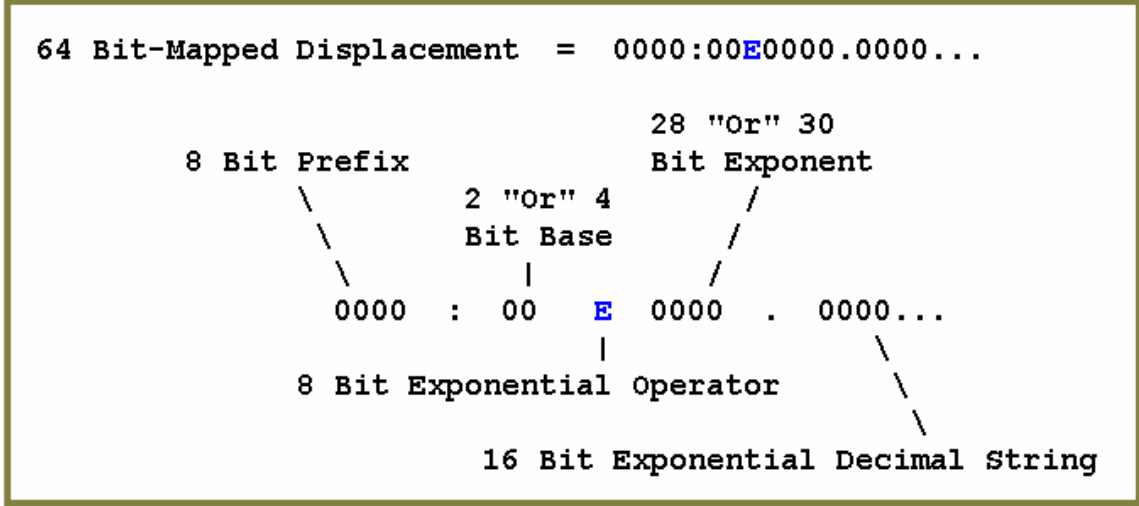 64 Bit-Mapped Displacement = 0000:00E0000.0000...
28 "Or" 30
8 Bit Prefix Bit Exponent
2 "Or" 4
Bit Base
0000 : 00 E 0000 . 0000...
8 Bit Exponential Operator
16 Bit Exponential Decimal String